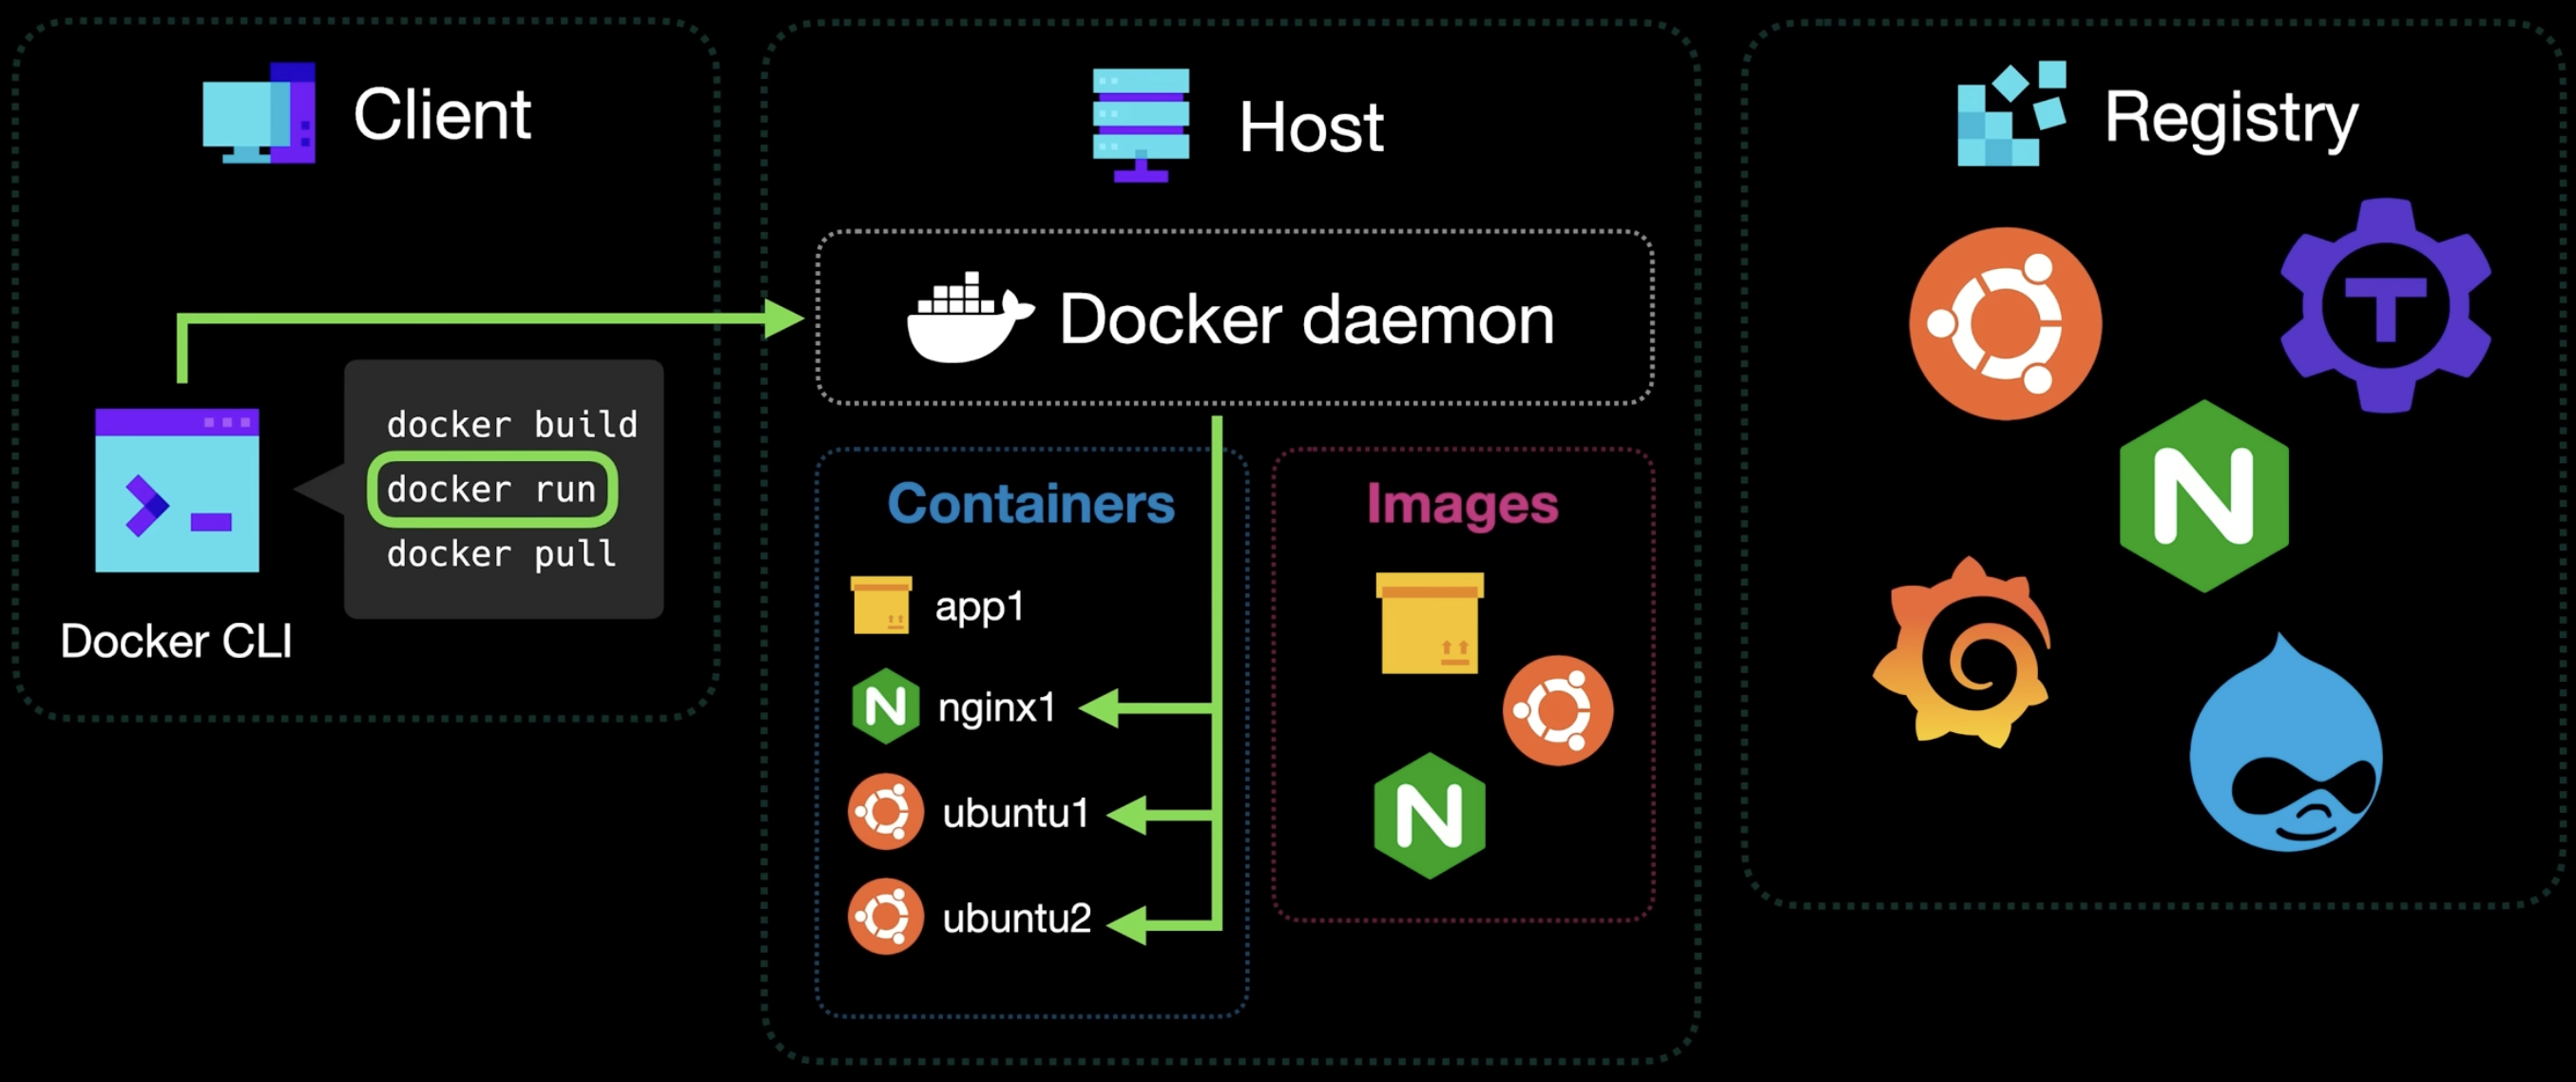 Client
docker build
docker run
docker pull
Docker CLI
Host
Docker daemon
Containers
app1
nginx1
ubuntu1
ubuntu2
Images
Registry